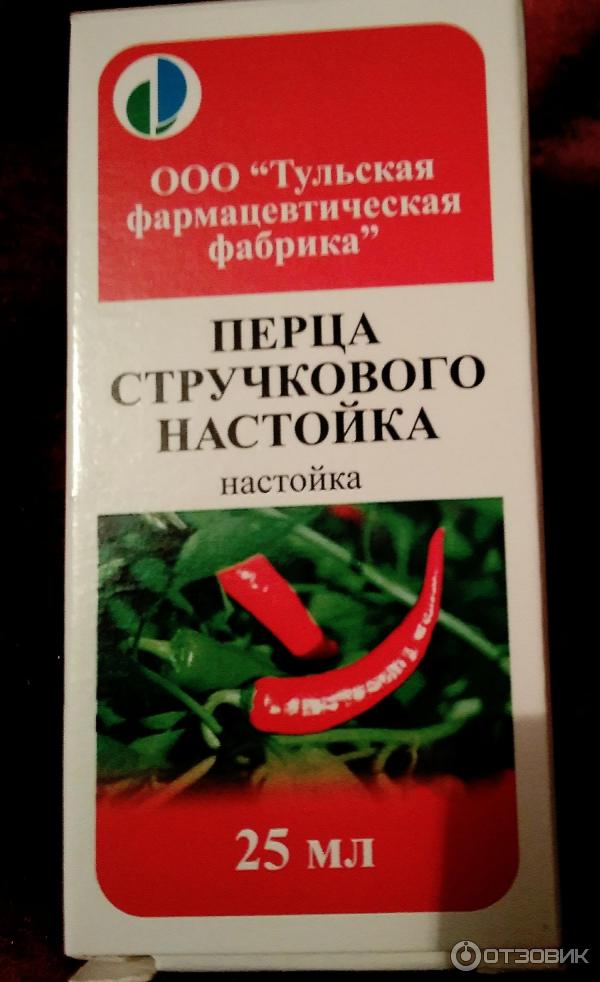 ООО “Тульская
фармацевтическая
фабрика”
ПЕРЦА
СТРУЧКОВОГО
НАСТОЙКА
настойка
25 мл
ОТЗОВИК